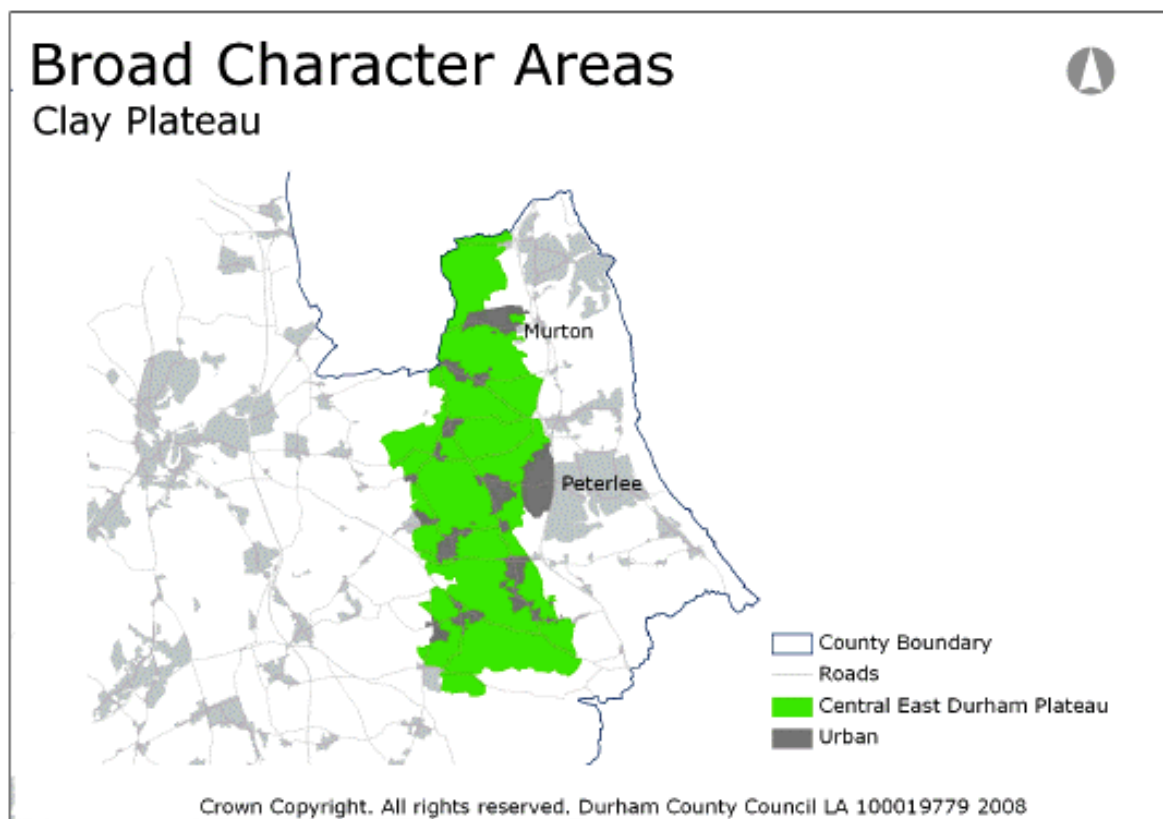 Broad Character Areas
Clay Plateau
Murton
Peterlee
County Boundary
Roads
Central East Durham Plateau
Urban
Crown Copyright. All rights reserved. Durham County Council LA 100019779 2008